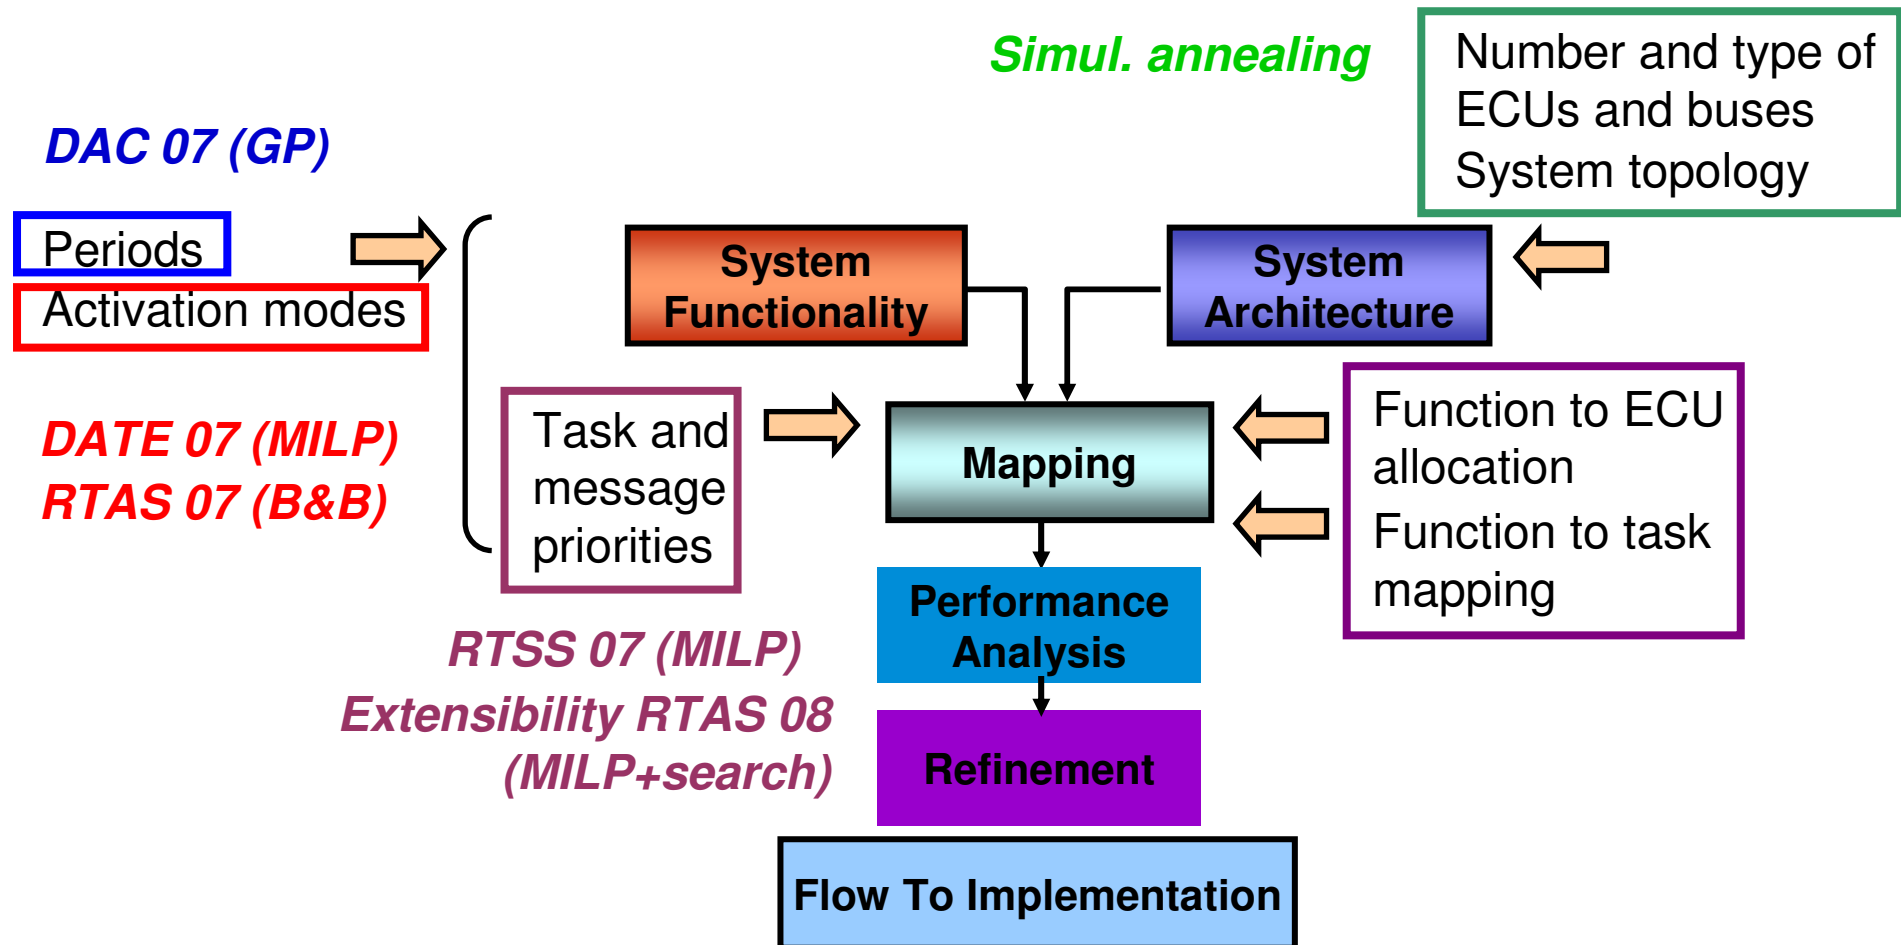 Simul. annealing
Number and type of
ECUs and buses
System topology
DAC 07 (GP)
Periods
Activation modes
System
Functionality
System
Architecture
DATE 07 (MILP)
RTAS 07 (B&B)
Task and
message
priorities
Mapping
Function to ECU
allocation
Function to task
mapping
Performance
Analysis
RTSS 07 (MILP)
Extensibility RTAS 08
(MILP+search)
Refinement
Flow To Implementation